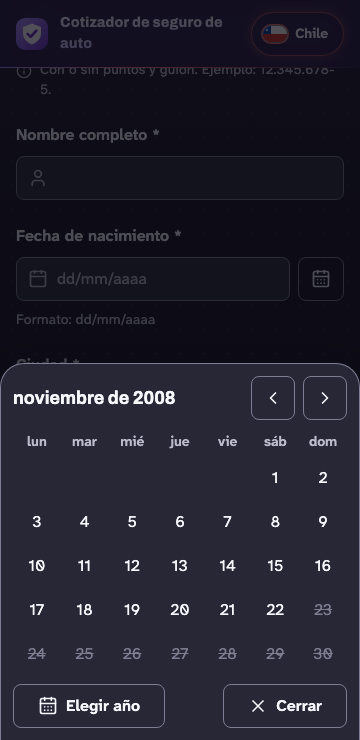 Cotizador de seguro de
auto
Chile
Con o sin puntos y guion. Ejemplo: 12.345.678-
5.
Nombre completo *
Fecha de nacimiento *
dd/mm/aaaa
Formato: dd/mm/aaaa
Ciudad *
noviembre de 2008
lun mar mié jue vie sáb dom
1 2
3 4 5 6 7 8 9
10 11 12 13 14 15 16
17 18 19 20 21 22 23
24 25 26 27 28 29 30
Elegir año
Cerrar